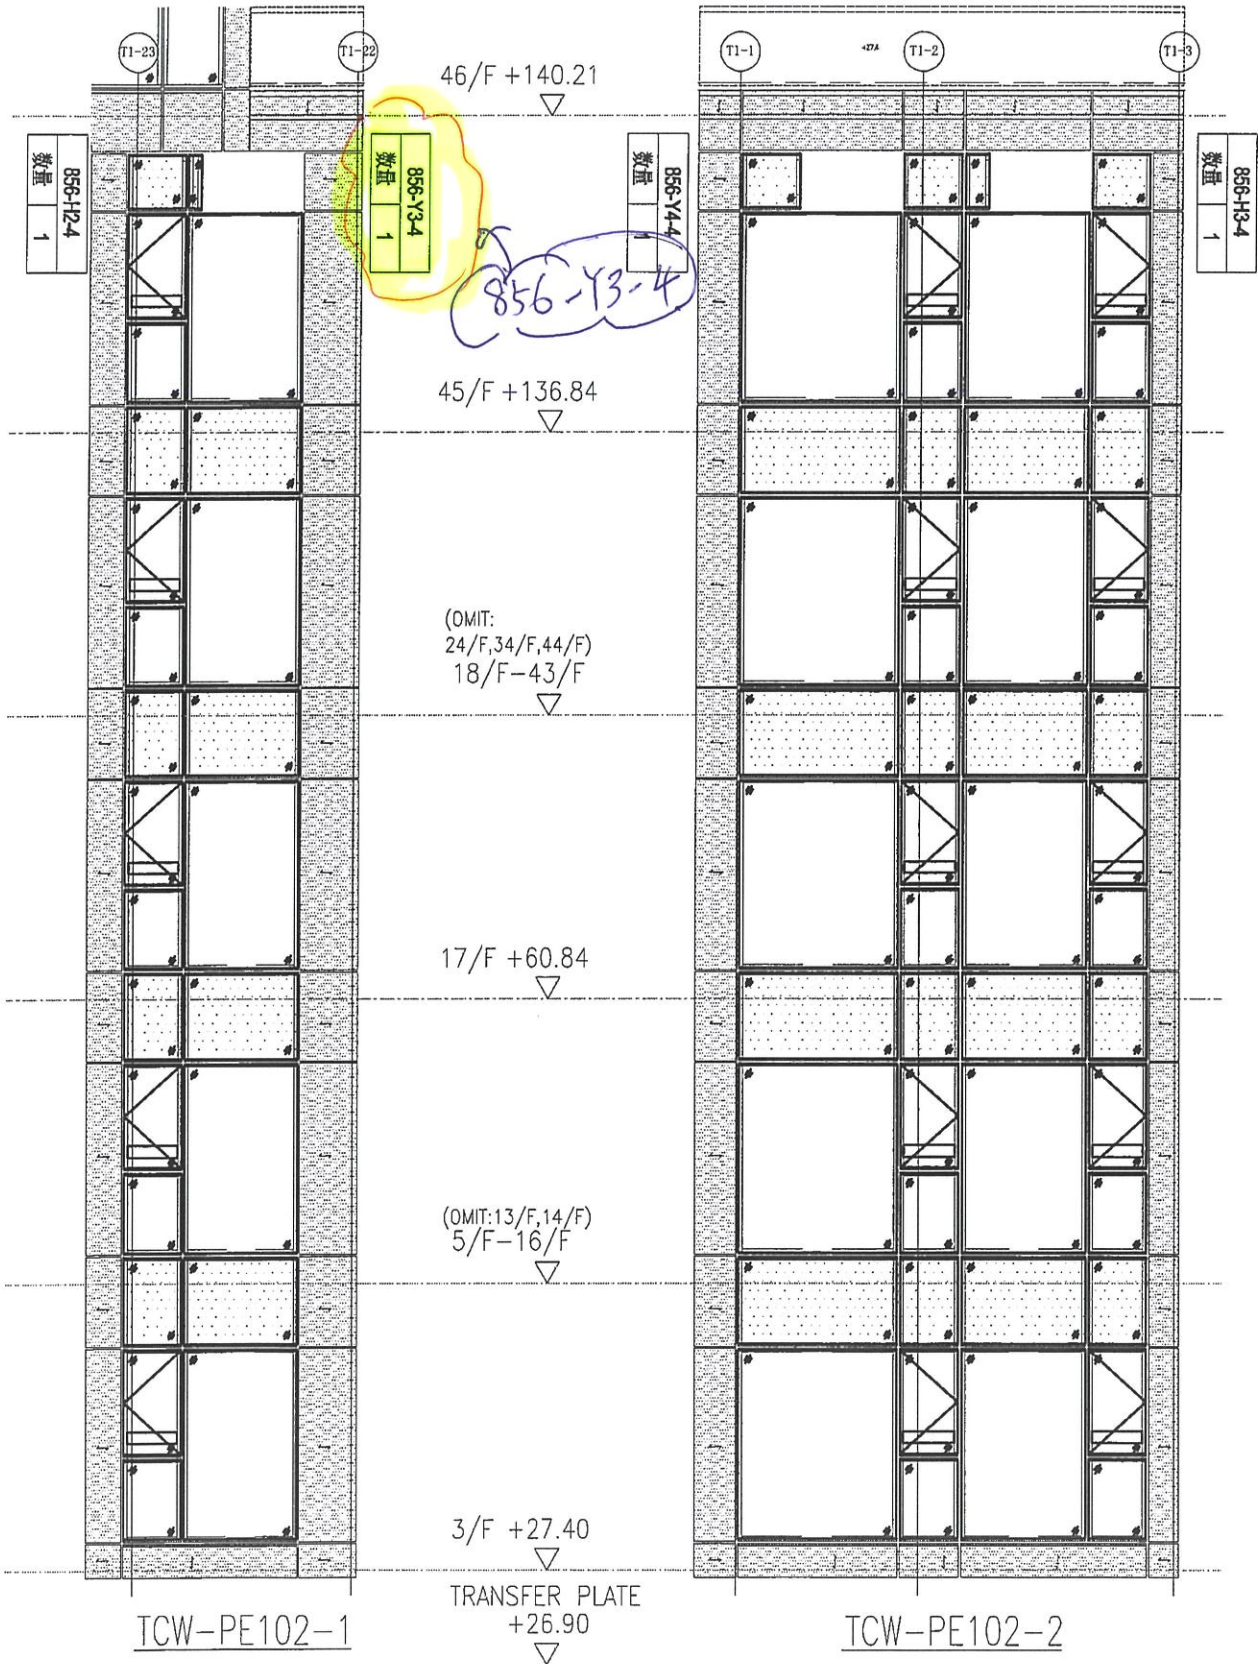 T1-23
T1-22
T1-1
+27.A
T1-2
T1-3
46/F +140.21
856-H2-4
数量 1
856-Y3-4
数量 1
856-Y4-4
数量 1
856-H3-4
数量 1
856-Y3-4
45/F +136.84
(OMIT:
24/F,34/F,44/F)
18/F-43/F
17/F +60.84
(OMIT:13/F,14/F)
5/F-16/F
3/F +27.40
TRANSFER PLATE
+26.90
TCW-PE102-1
TCW-PE102-2